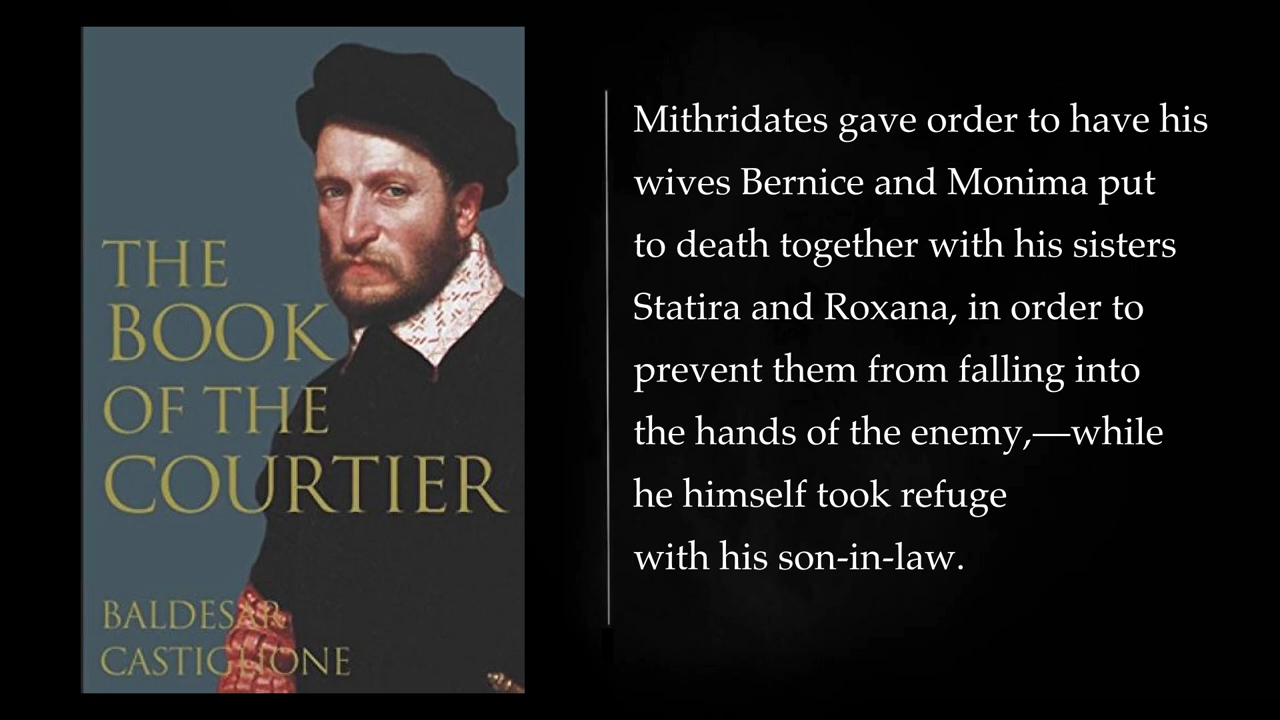 THE
BOOK
OF THE
COURTIER
BALDESAR
CASTIGLIONE
Mithridates gave order to have his
wives Bernice and Monima put
to death together with his sisters
Statira and Roxana, in order to
prevent them from falling into
the hands of the enemy,—while
he himself took refuge
with his son-in-law.